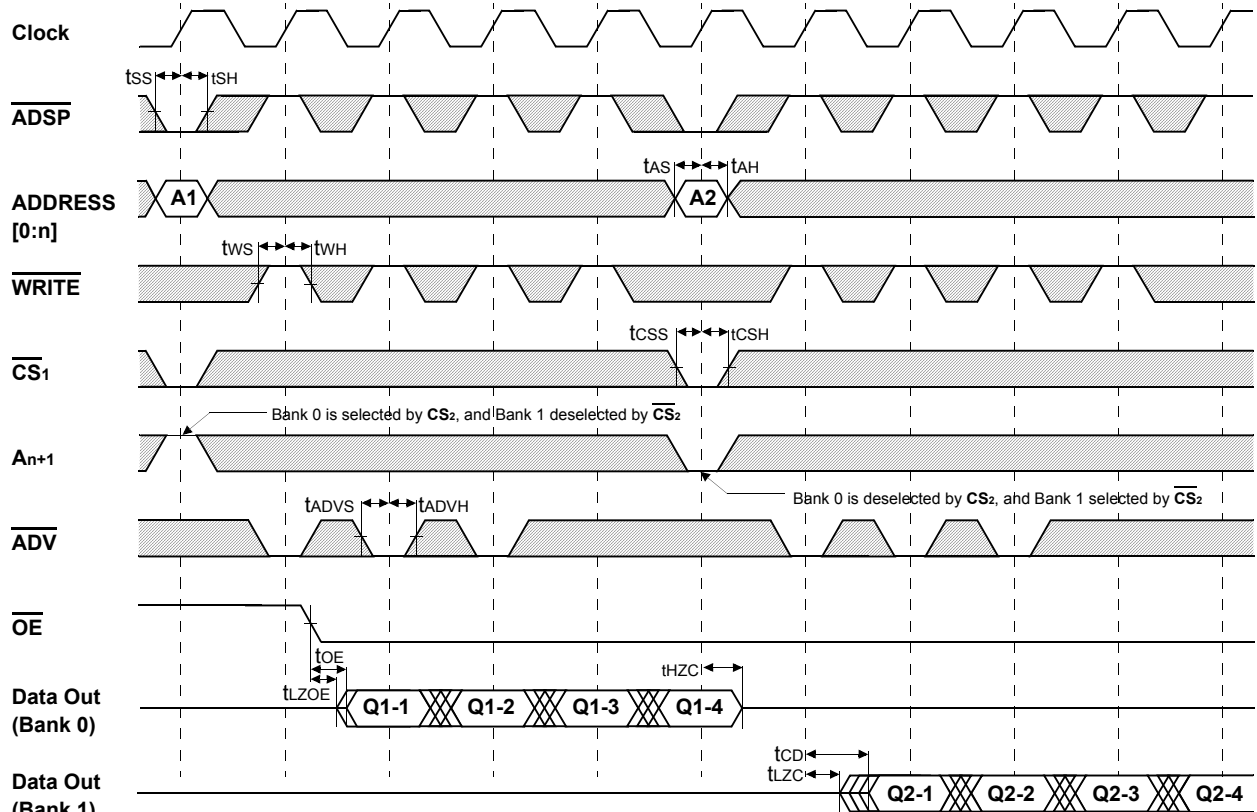 Clock
tSS tSH
ADSP
tAS tAH
ADDRESS
[0:n]
A1 A2
tWS tWH
WRITE
tCSS tCSH
CS1
Bank 0 is selected by CS2, and Bank 1 deselected by CS2
An+1
Bank 0 is deselected by CS2, and Bank 1 selected by CS2
tADVS tADVH
ADV
OE
tOE
tHZC
tLZOE
Data Out
(Bank 0)
Q1-1 Q1-2 Q1-3 Q1-4
tCD
tLZC
Data Out
(Bank 1)
Q2-1 Q2-2 Q2-3 Q2-4